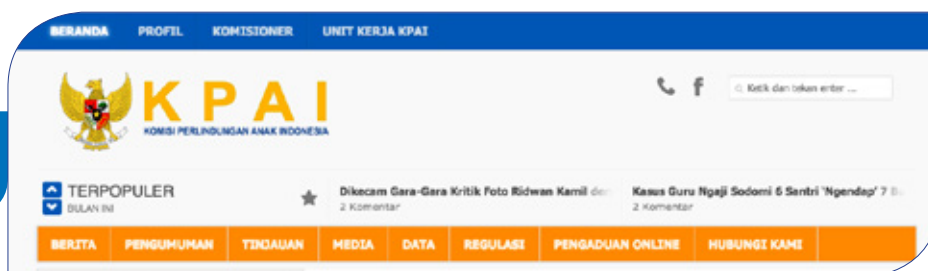 BERANDA PROFIL KOMISIONER UNIT KERJA KPAI
KPAI
KOMISI PERLINDUNGAN ANAK INDONESIA
Ketik dan tekan enter ...
TERPOPULER
BULAN INI
Dikecam Gara-Gara Kritik Foto Ridwan Kamil
2 Komentar
Kasus Guru Ngaji Sodomi 6 Santri 'Ngendap' 7
2 Komentar
BERITA PENGUMUMAN TINJAUAN MEDIA DATA REGULASI PENGADUAN ONLINE HUBUNGI KAMI